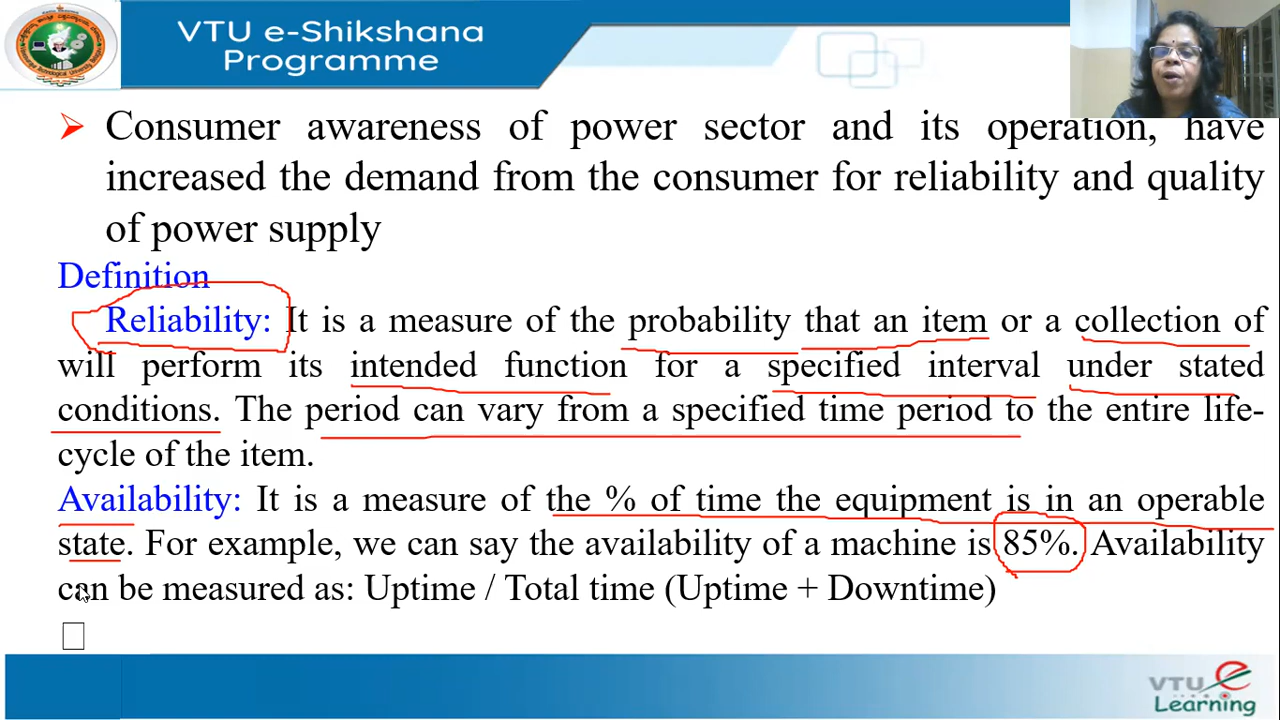 VTU e-Shikshana
Programme
Consumer awareness of power sector and its operation, have
increased the demand from the consumer for reliability and quality
of power supply
Definition
Reliability: It is a measure of the probability that an item or a collection of
will perform its intended function for a specified interval under stated
conditions. The period can vary from a specified time period to the entire life-
cycle of the item.
Availability: It is a measure of the % of time the equipment is in an operable
state. For example, we can say the availability of a machine is 85%. Availability
can be measured as: Uptime / Total time (Uptime + Downtime)
VTU e
Learning